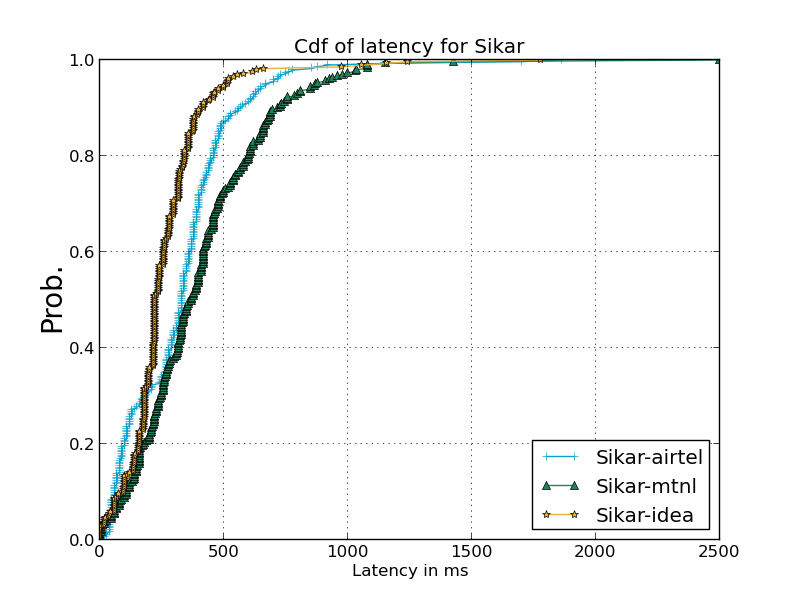 Cdf of latency for Sikar
Prob.
1.0
0.8
0.6
0.4
0.2
0.0
Sikar-airtel
Sikar-mtnl
Sikar-idea
0 500 1000 1500 2000 2500
Latency in ms